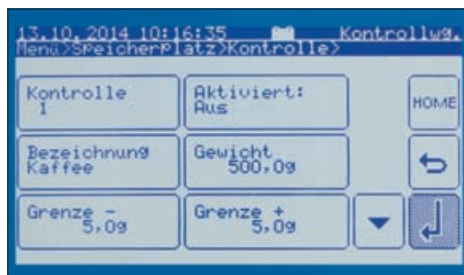 13.10.2014 10:16:35 Kontrollwg.
Menü>Speicherplatz>Kontrolle>
Kontrolle
1
Aktiviert:
Aus
HOME
Bezeichnung
Kaffee
Gewicht
500,0g
Grenze -
5,0g
Grenze +
5,0g